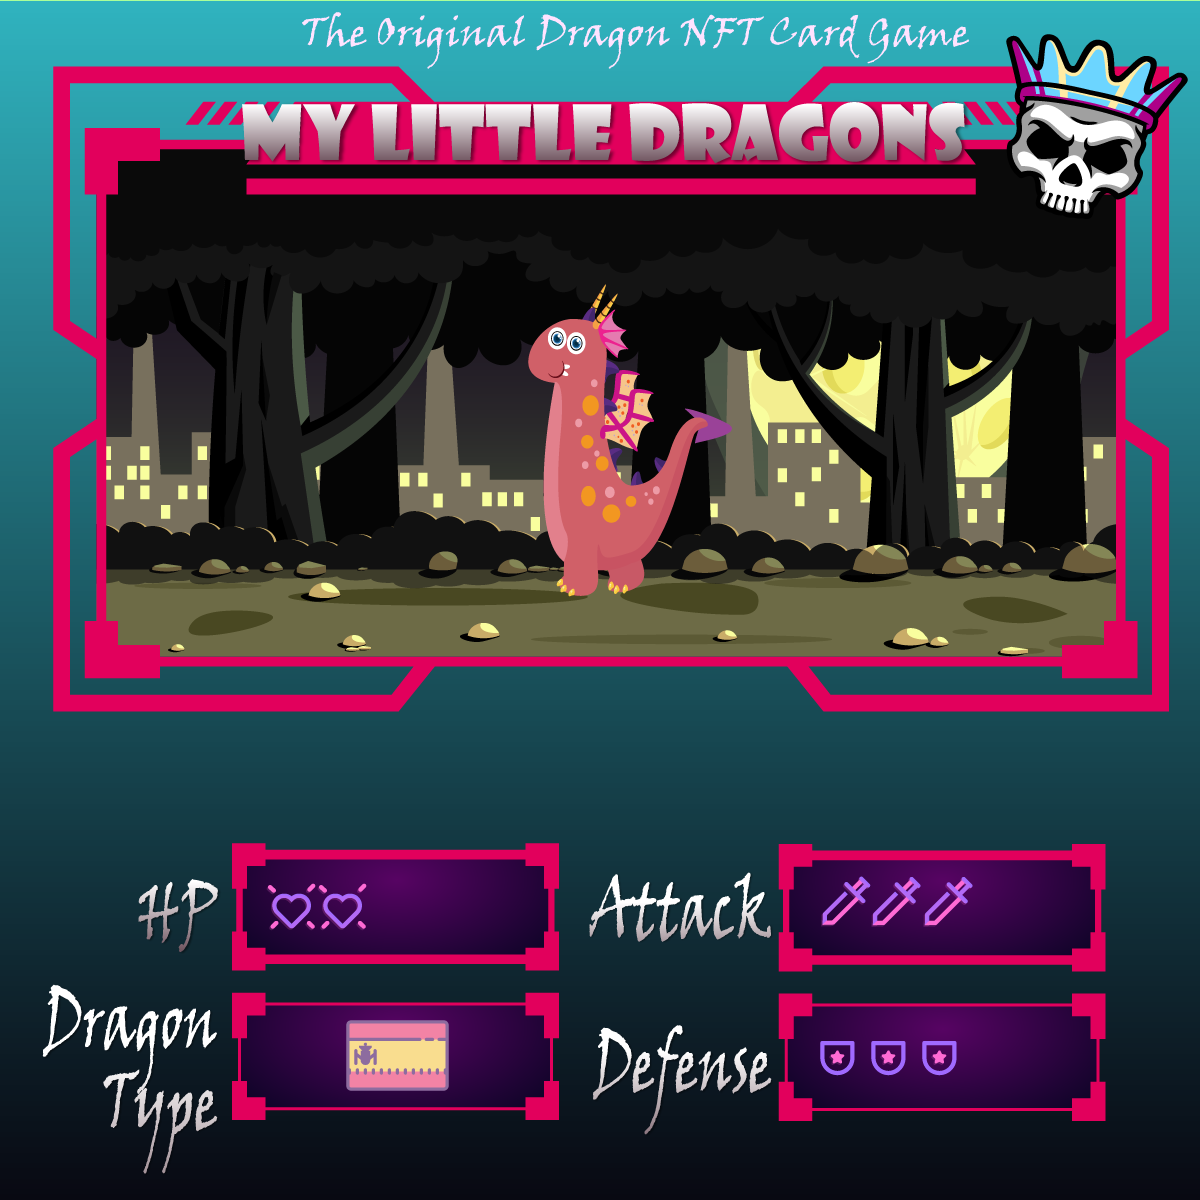 The Original Dragon NFT Card Game
MY LITTLE DRAGONS
HP
Attack
Dragon
Type
Defense